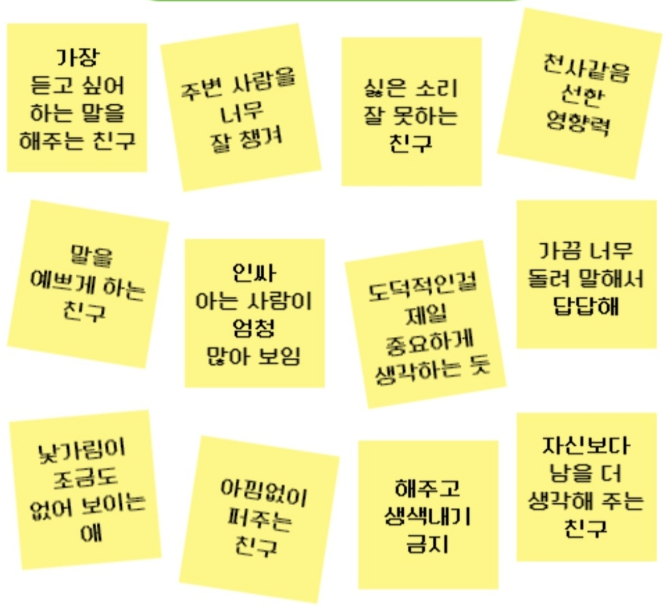 가장
듣고 싶어
하는 말을
해주는 친구
주변 사람을
너무
잘 챙겨
싫은 소리
잘 못하는
친구
천사같음
선한
영향력
말을
예쁘게 하는
친구
인싸
아는 사람이
엄청
많아 보임
도덕적인걸
제일
중요하게
생각하는 듯
가끔 너무
돌려 말해서
답답해
낯가림이
조금도
없어 보이는
애
아낌없이
퍼주는
친구
해주고
생색내기
금지
자신보다
남을 더
생각해 주는
친구